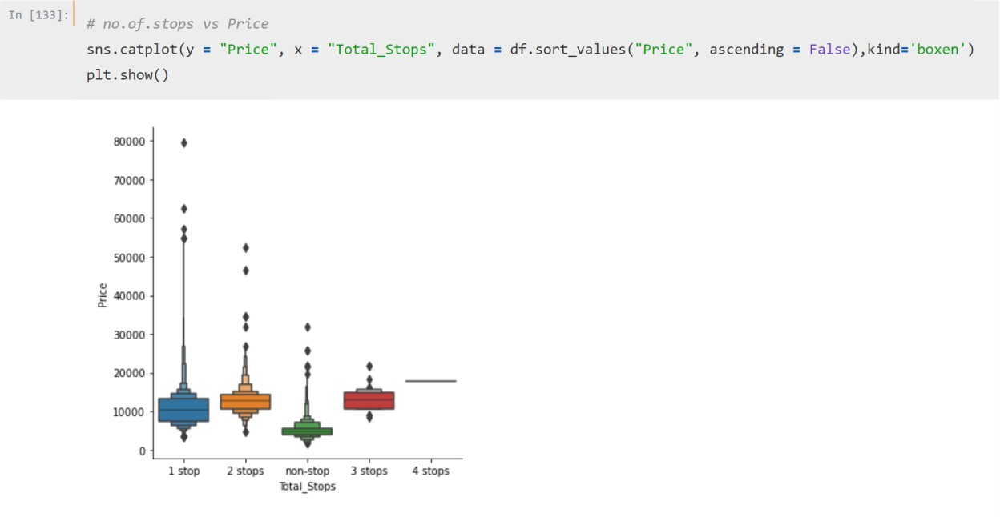 In [133]:
# no.of.stops vs Price
sns.catplot(y = "Price", x = "Total_Stops", data = df.sort_values("Price", ascending = False),kind='boxen')
plt.show()
80000
70000
60000
50000
40000
30000
20000
10000
0
Price
1 stop 2 stops non-stop 3 stops 4 stops
Total_Stops